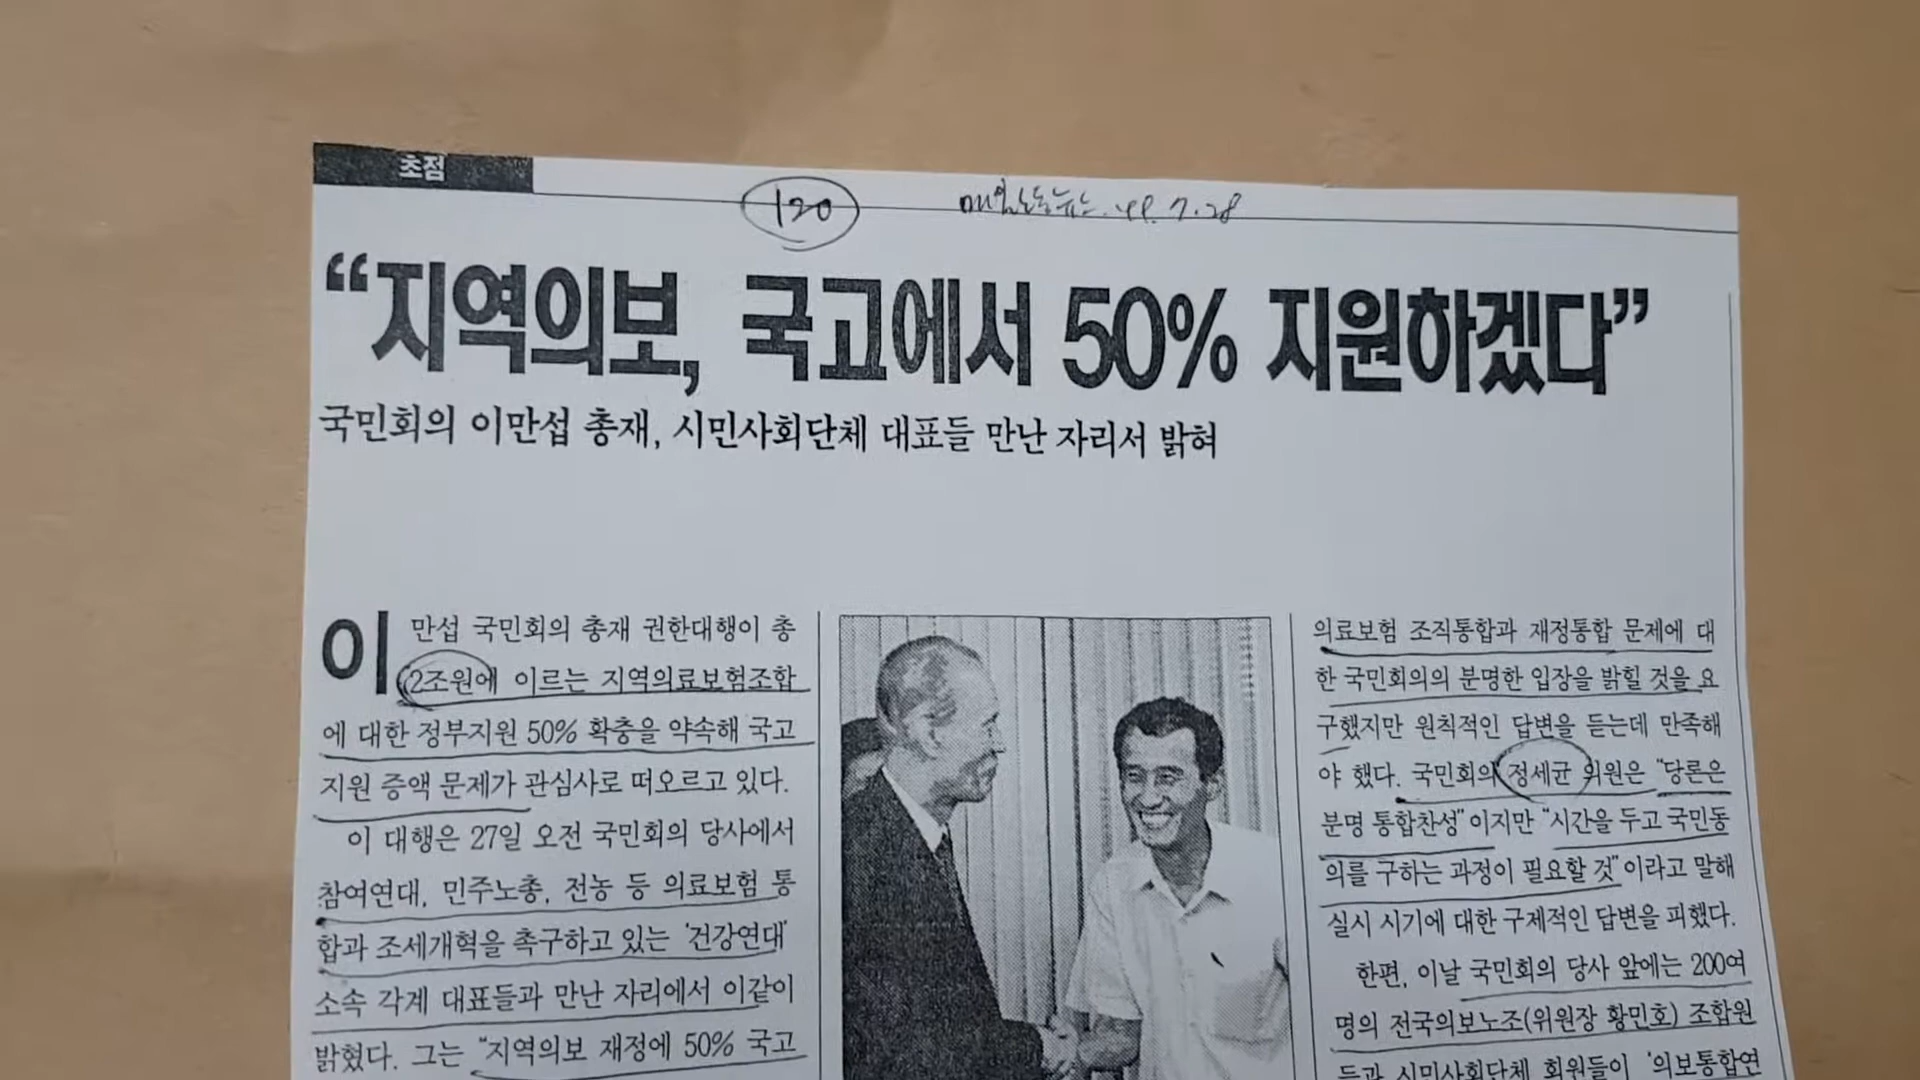 초점
120
매일노동뉴스. 99. 7. 28
“지역의보, 국고에서 50% 지원하겠다”
국민회의 이만섭 총재, 시민사회단체 대표들 만난 자리서 밝혀
이만섭 국민회의 총재 권한대행이 총
2조원에 이르는 지역의료보험조합
에 대한 정부지원 50% 확충을 약속해 국고
지원 증액 문제가 관심사로 떠오르고 있다.
이 대행은 27일 오전 국민회의 당사에서
참여연대, 민주노총, 전농 등 의료보험 통
합과 조세개혁을 촉구하고 있는 '건강연대'
소속 각계 대표들과 만난 자리에서 이같이
밝혔다. 그는 “지역의보 재정에 50% 국고
의료보험 조직통합과 재정통합 문제에 대
한 국민회의의 분명한 입장을 밝힐 것을 요
구했지만 원칙적인 답변을 듣는데 만족해
야 했다. 국민회의 정세균 위원은 “당론은
분명 통합찬성”이지만 “시간을 두고 국민동
의를 구하는 과정이 필요할 것”이라고 말해
실시 시기에 대한 구체적인 답변을 피했다.
한편, 이날 국민회의 당사 앞에는 200여
명의 전국의보노조(위원장 황민호) 조합원
등과 시민사회단체 회원들이 '의보통합연